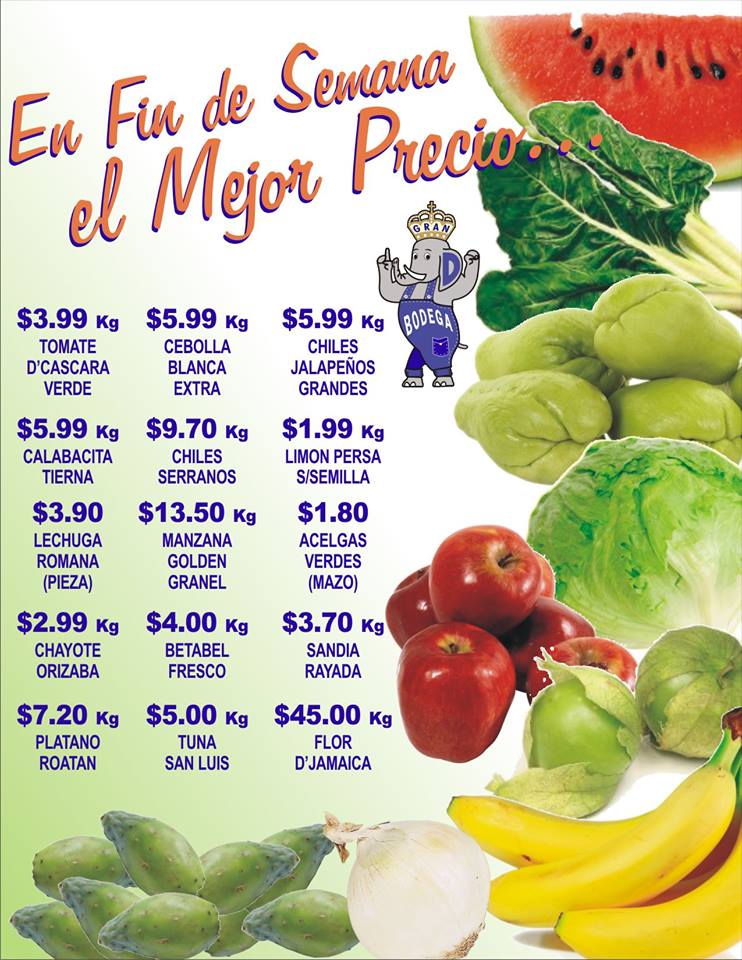 En Fin de Semana
el Mejor Precio...
GRAN
D
BODEGA
$3.99 Kg
TOMATE
D'CASCARA
VERDE
$5.99 Kg
CEBOLLA
BLANCA
EXTRA
$5.99 Kg
CHILES
JALAPEÑOS
GRANDES
$5.99 Kg
CALABACITA
TIERNA
$9.70 Kg
CHILES
SERRANOS
$1.99 Kg
LIMON PERSA
S/SEMILLA
$3.90
LECHUGA
ROMANA
(PIEZA)
$13.50 Kg
MANZANA
GOLDEN
GRANEL
$1.80
ACELGAS
VERDES
(MAZO)
$2.99 Kg
CHAYOTE
ORIZABA
$4.00 Kg
BETABEL
FRESCO
$3.70 Kg
SANDIA
RAYADA
$7.20 Kg
PLATANO
ROATAN
$5.00 Kg
TUNA
SAN LUIS
$45.00 Kg
FLOR
D'JAMAICA